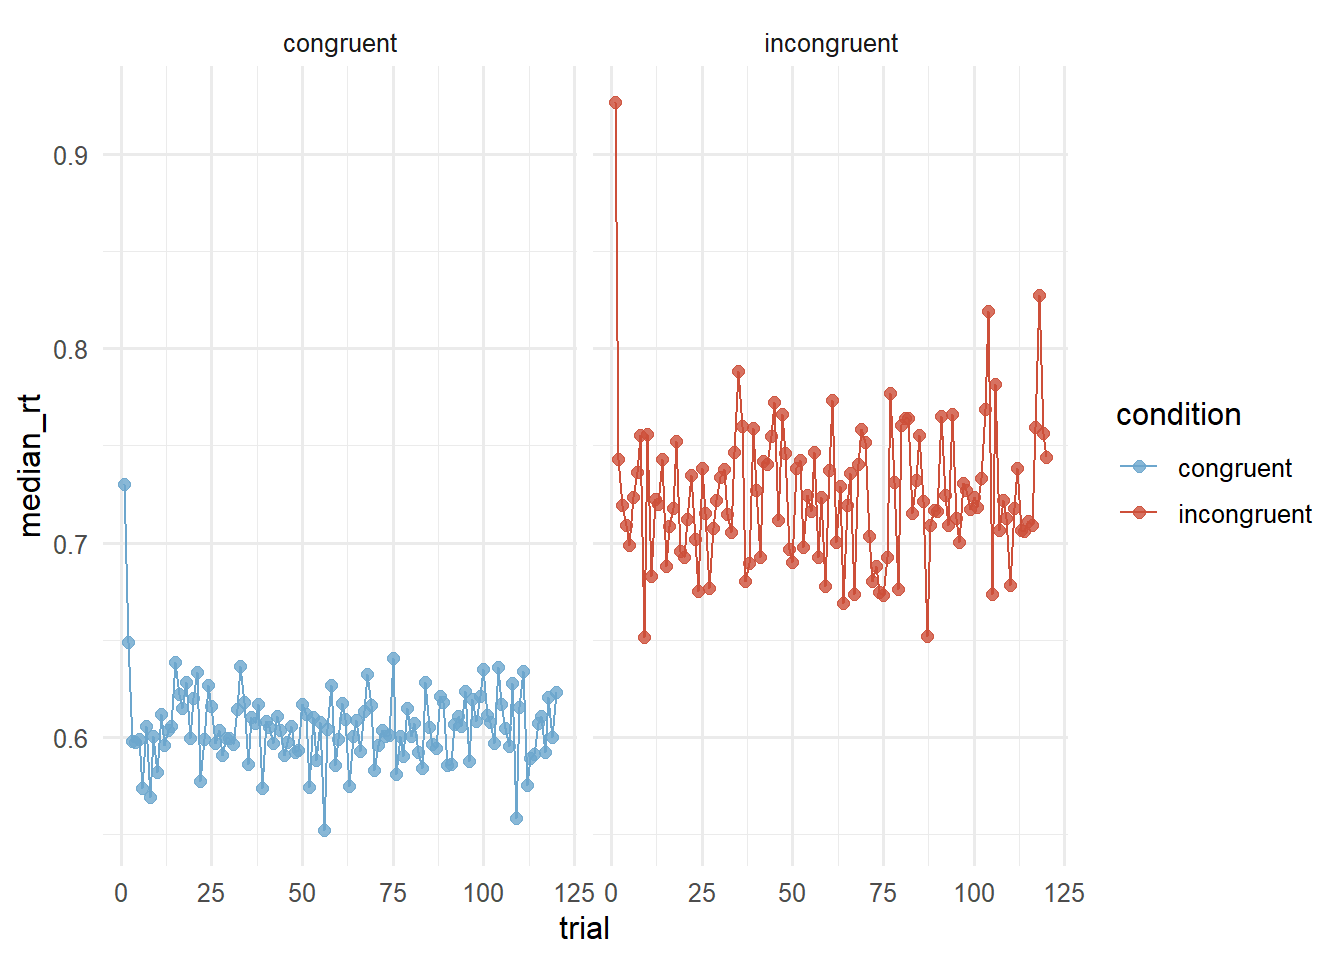 congruent incongruent
0.9
0.8
0.7
0.6
median_rt
0 25 50 75 100 125 0 25 50 75 100 125
trial
condition
congruent
incongruent